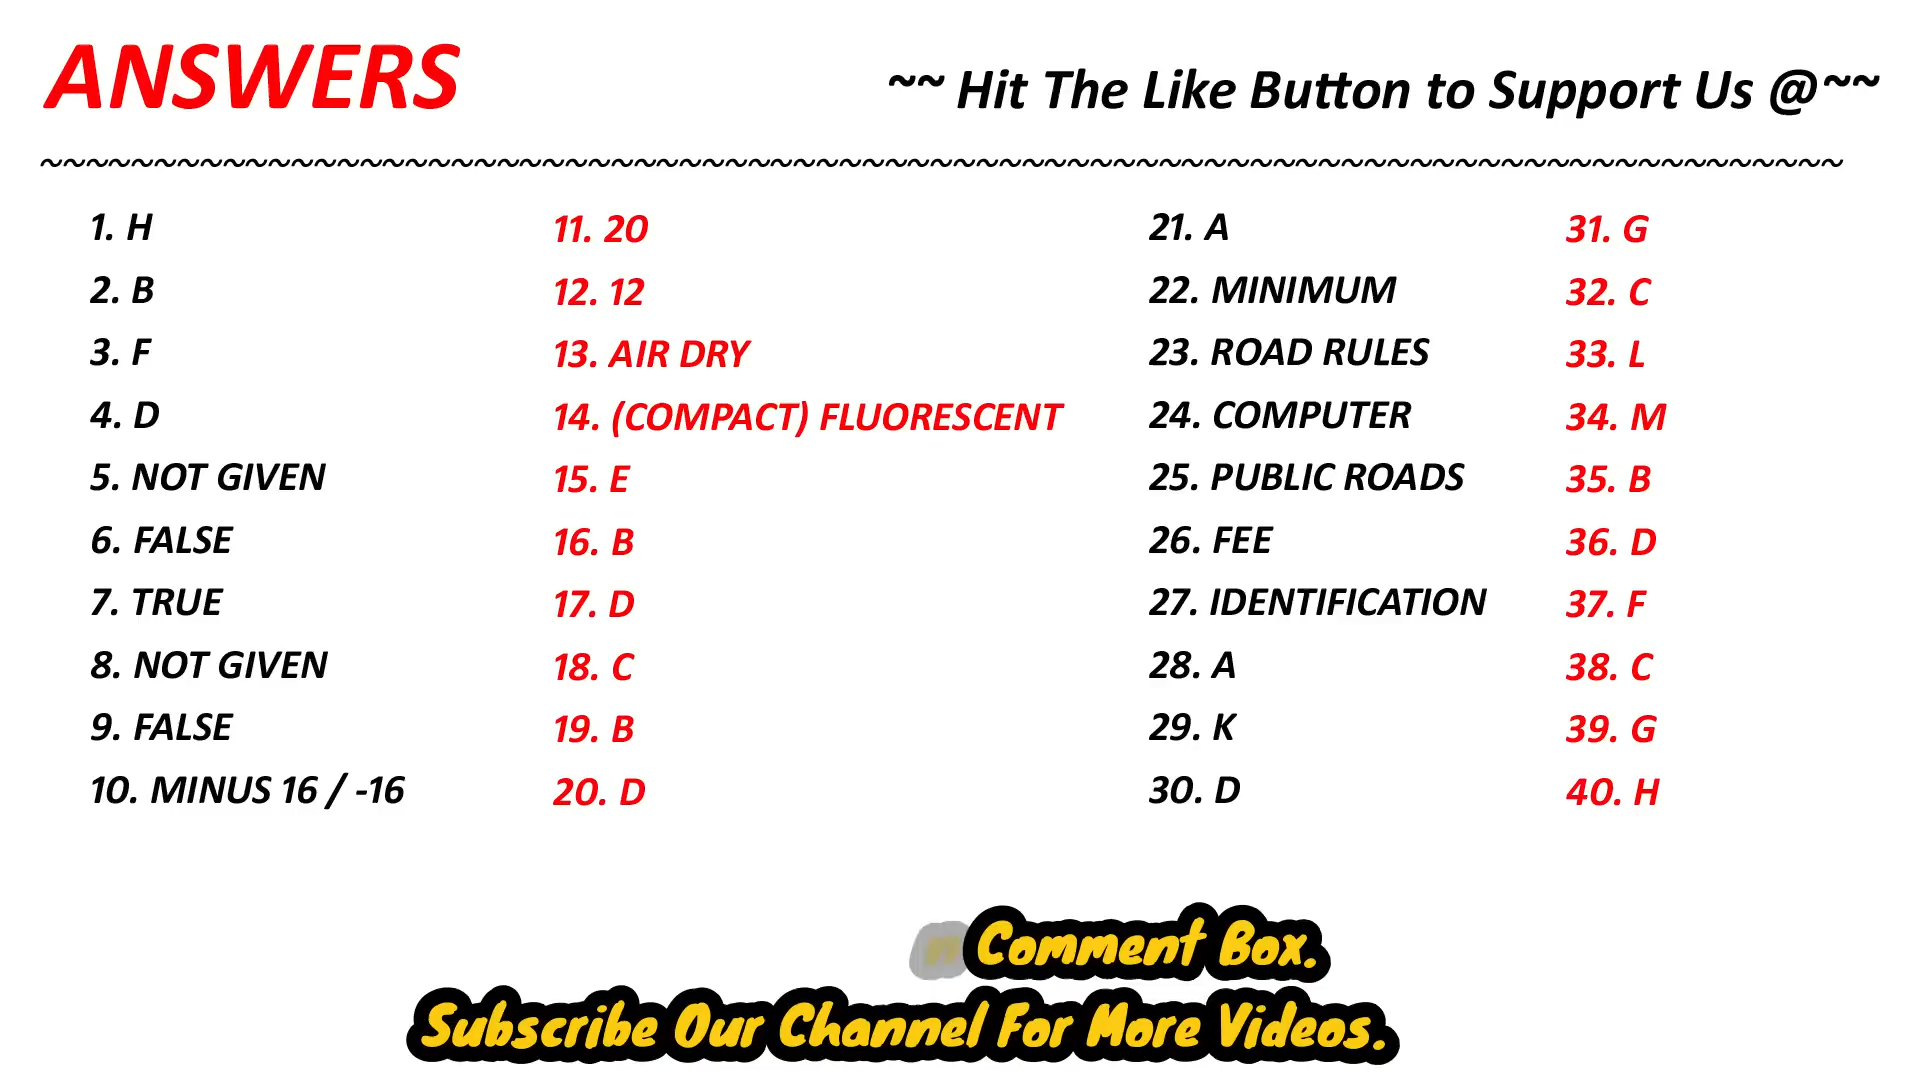 ANSWERS
~~ Hit The Like Button to Support Us @~~
~~~~~~~~~~~~~~~~~~~~~~~~~~~~~~~~~~~~~~~~~~~~~~~~~~~~~~~~~~~~~~~~~~~~~~~~~~~~~~~
1. H
2. B
3. F
4. D
5. NOT GIVEN
6. FALSE
7. TRUE
8. NOT GIVEN
9. FALSE
10. MINUS 16 / -16
11. 20
12. 12
13. AIR DRY
14. (COMPACT) FLUORESCENT
15. E
16. B
17. D
18. C
19. B
20. D
21. A
22. MINIMUM
23. ROAD RULES
24. COMPUTER
25. PUBLIC ROADS
26. FEE
27. IDENTIFICATION
28. A
29. K
30. D
31. G
32. C
33. L
34. M
35. B
36. D
37. F
38. C
39. G
40. H
Comment Box.
Subscribe Our Channel For More Videos.